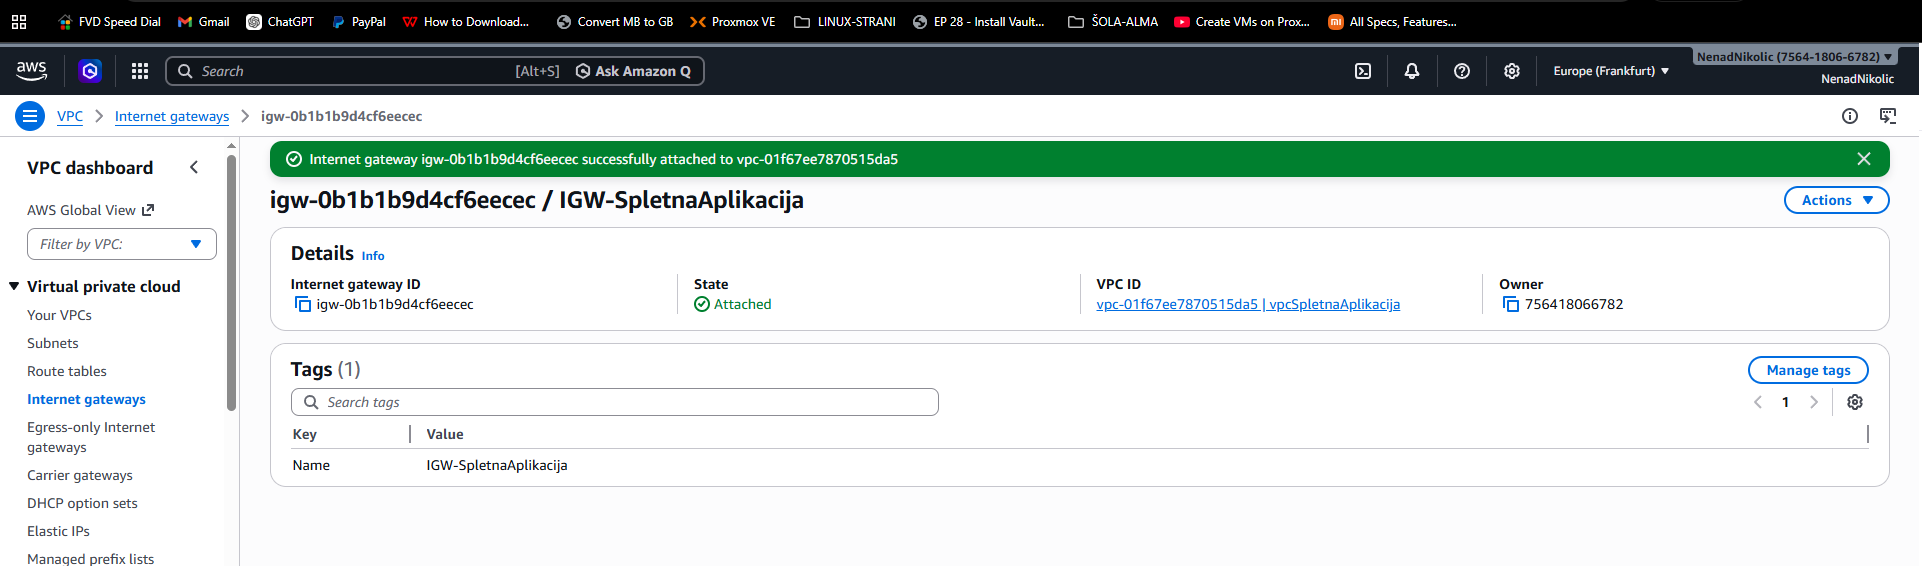 FVD Speed Dial Gmail ChatGPT PayPal How to Download... Convert MB to GB Proxmox VE LINUX-STRANI EP 28 - Install Vault... ŠOLA-ALMA Create VMs on Prox... All Specs, Features...
aws Search [Alt+S] Ask Amazon Q Europe (Frankfurt) NenadNikolic (7564-1806-6782)
NenadNikolic
VPC Internet gateways igw-0b1b1b9d4cf6eecec
VPC dashboard
AWS Global View
Filter by VPC:
Virtual private cloud
Your VPCs
Subnets
Route tables
Internet gateways
Egress-only Internet
gateways
Carrier gateways
DHCP option sets
Elastic IPs
Managed prefix lists
Internet gateway igw-0b1b1b9d4cf6eecec successfully attached to vpc-01f67ee7870515da5
igw-0b1b1b9d4cf6eecec / IGW-SpletnaAplikacija
Actions
Details Info
Internet gateway ID
igw-0b1b1b9d4cf6eecec
State
Attached
VPC ID
vpc-01f67ee7870515da5 | vpcSpletnaAplikacija
Owner
756418066782
Tags (1)
Manage tags
Search tags
1
Key Value
Name IGW-SpletnaAplikacija